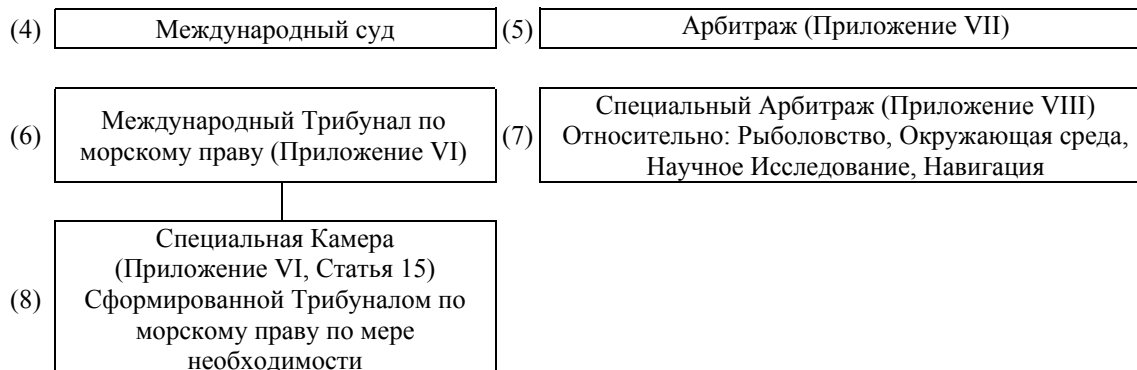 (4) Международный суд (5) Арбитраж (Приложение VII)
(6) Международный Трибунал по морскому праву (Приложение VI)
(7) Специальный Арбитраж (Приложение VIII)
Относительно: Рыболовство, Окружающая среда,
Научное Исследование, Навигация
(8) Специальная Камера
(Приложение VI, Статья 15)
Сформированной Трибуналом по
морскому праву по мере
необходимости